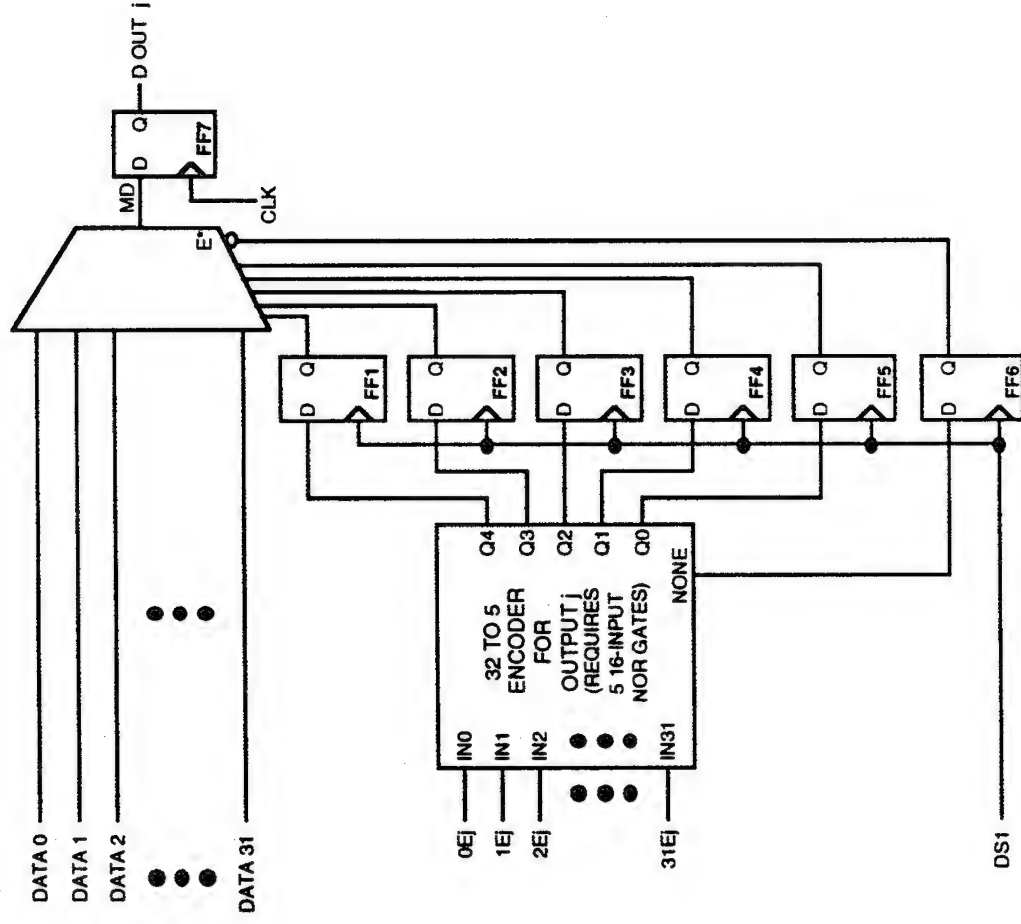 DATA 0
DATA 1
DATA 2
DATA 31
MD
D
Q
FF7
D OUT j
CLK
E*
D
Q
FF1
D
Q
FF2
D
Q
FF3
D
Q
FF4
D
Q
FF5
D
Q
FF6
0Ej
1Ej
2Ej
31Ej
IN0
IN1
IN2
IN31
32 TO 5
ENCODER
FOR
OUTPUT j
(REQUIRES
5 16-INPUT
NOR GATES)
Q4
Q3
Q2
Q1
Q0
NONE
DS1